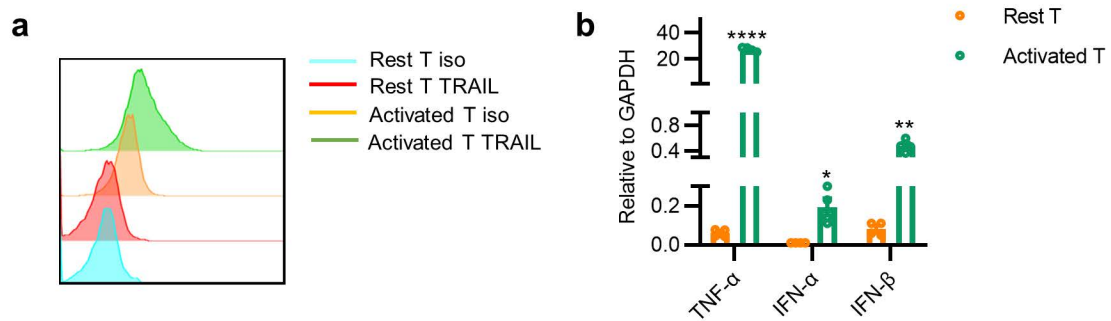 a
Rest T iso
Rest T TRAIL
Activated T iso
Activated T TRAIL
b
Relative to GAPDH
40
20
0.8
0.4
0.2
0.0
****
*
**
TNF-α
IFN-α
IFN-β
Rest T
Activated T